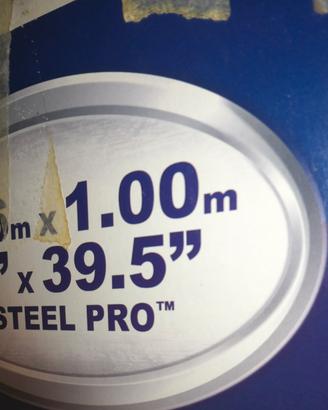 m x 1.00m
" x 39.5”
STEEL PRO™